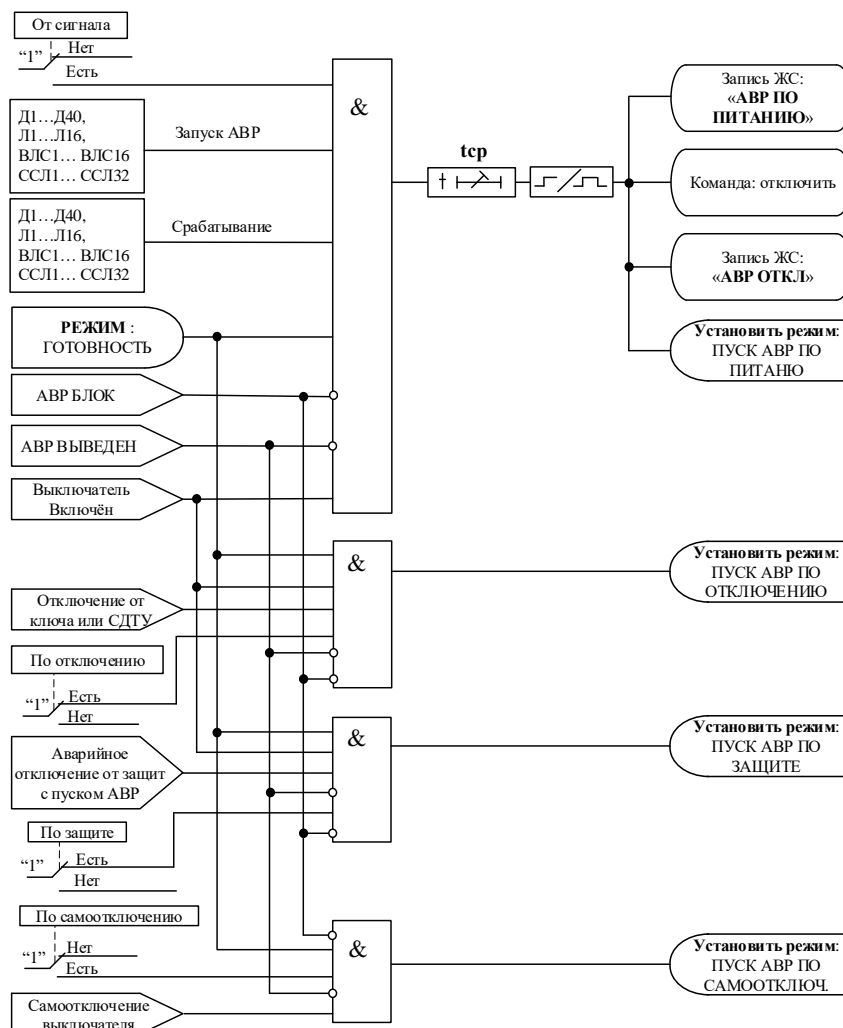 От сигнала
“1”
Нет
Есть
Д1…Д40,
Л1…Л16,
ВЛС1… ВЛС16
ССЛ1… ССЛ32
Запуск АВР
Д1…Д40,
Л1…Л16,
ВЛС1… ВЛС16
ССЛ1… ССЛ32
Срабатывание
РЕЖИМ :
ГОТОВНОСТЬ
АВР БЛОК
АВР ВЫВЕДЕН
Выключатель
Включён
&
tср
Запись ЖС:
«АВР ПО
ПИТАНИЮ»
Команда: отключить
Запись ЖС:
«АВР ОТКЛ»
Установить режим:
ПУСК АВР ПО
ПИТАНЮ
Отключение от
ключа или СДТУ
По отключению
“1”
Есть
Нет
&
Установить режим:
ПУСК АВР ПО
ОТКЛЮЧЕНИЮ
Аварийное
отключение от защит
с пуском АВР
По защите
“1”
Есть
Нет
&
Установить режим:
ПУСК АВР ПО
ЗАЩИТЕ
По самоотключению
“1”
Нет
Есть
Самоотключение
выключателя
&
Установить режим:
ПУСК АВР ПО
САМООТКЛЮЧ.